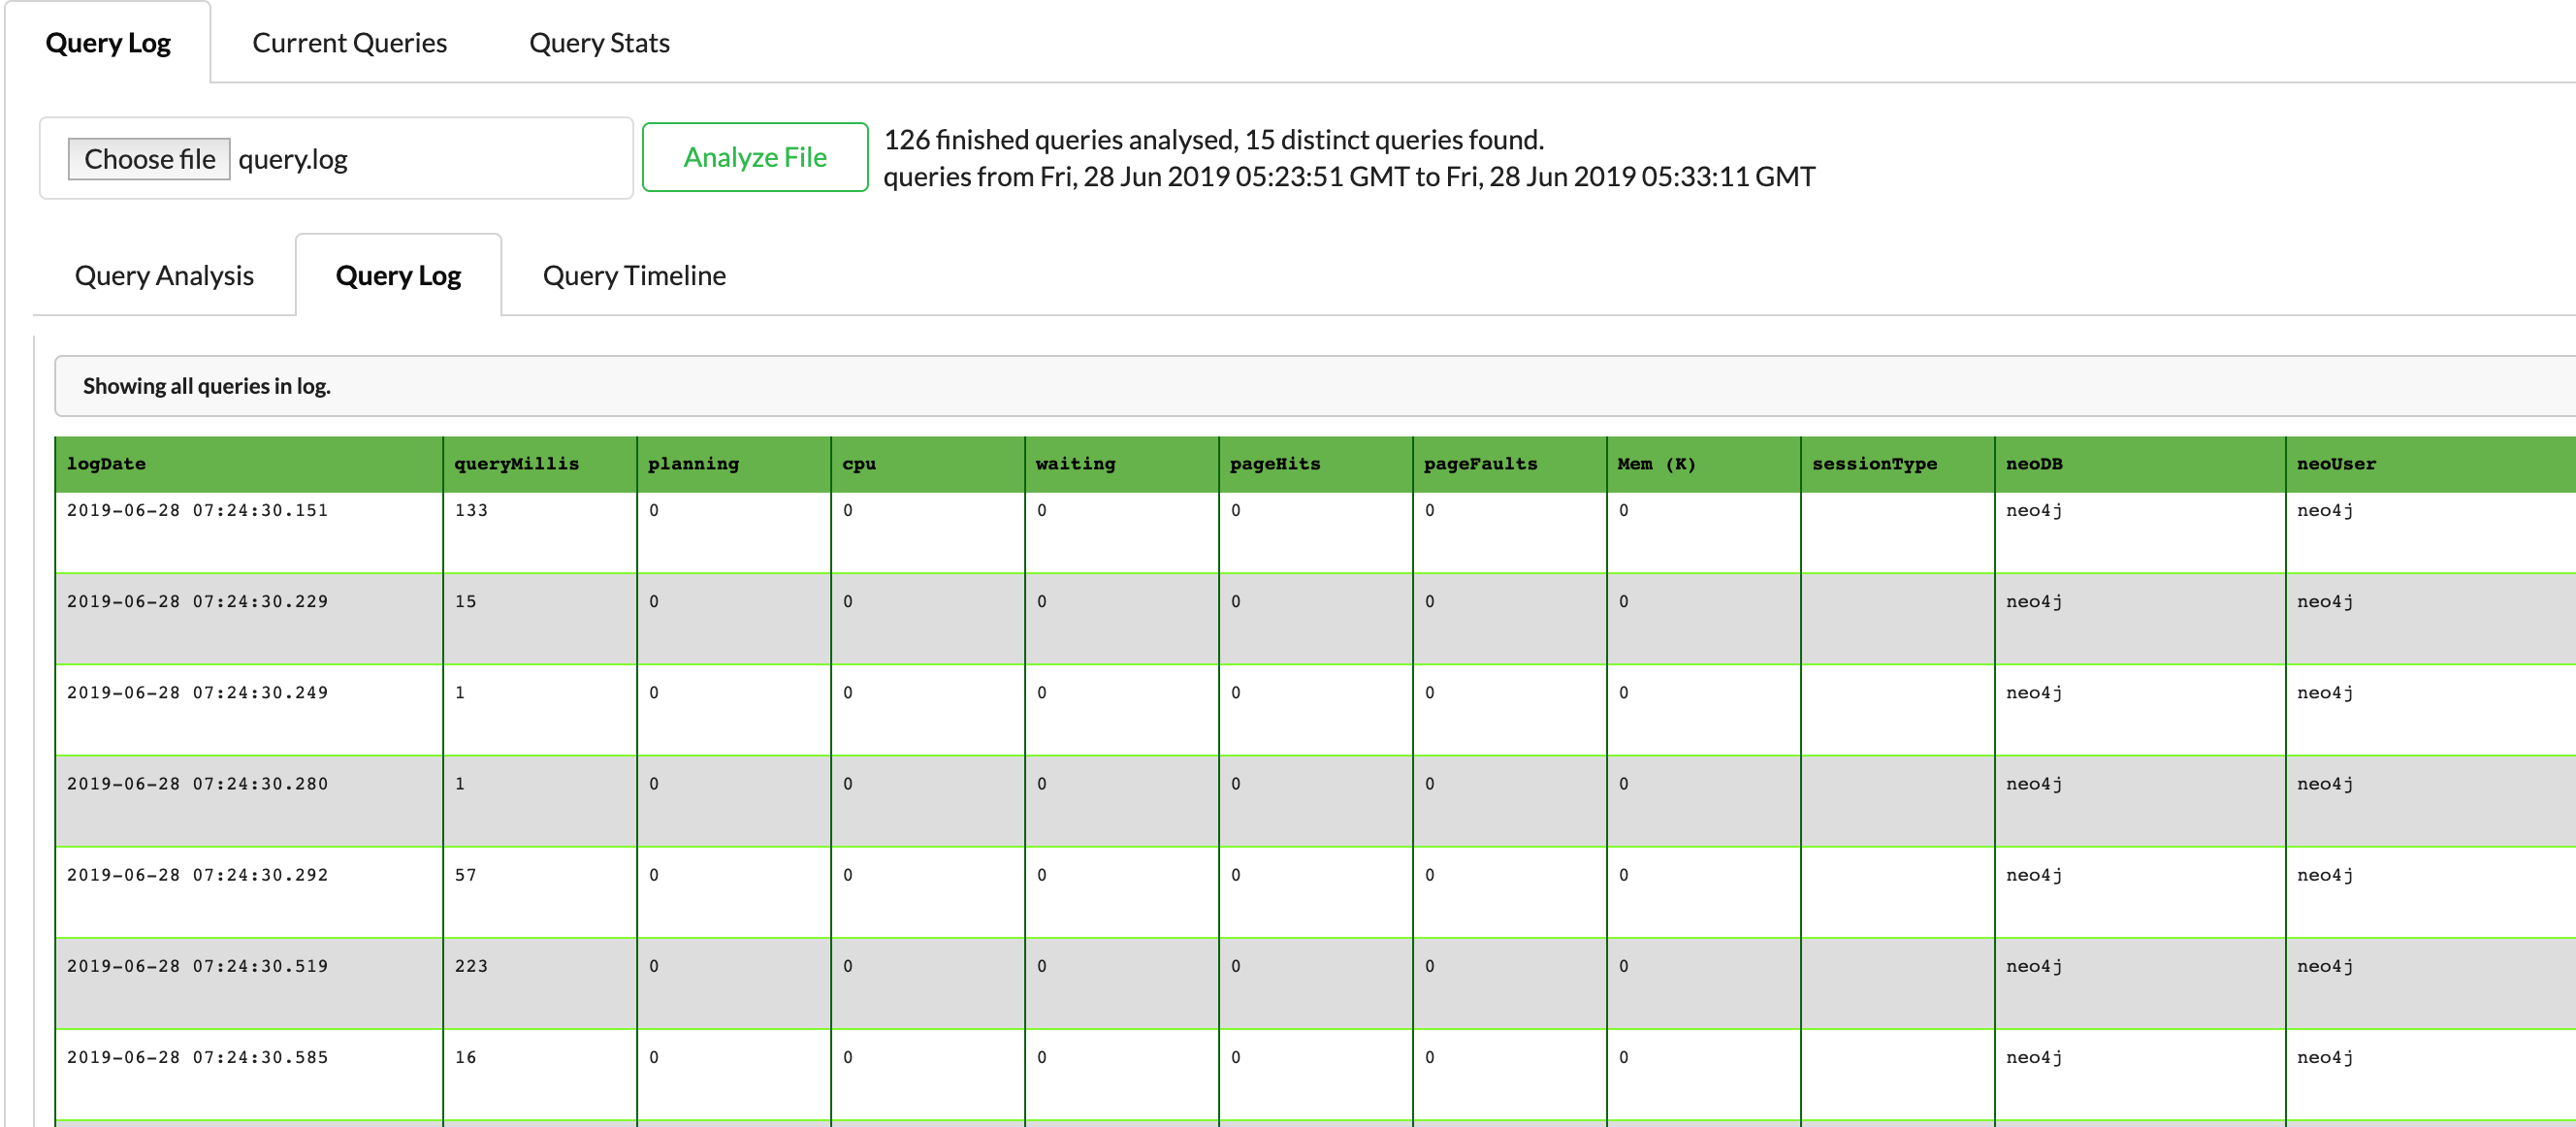 Query Log Current Queries Query Stats
Choose file query.log Analyze File 126 finished queries analysed, 15 distinct queries found.
queries from Fri, 28 Jun 2019 05:23:51 GMT to Fri, 28 Jun 2019 05:33:11 GMT
Query Analysis Query Log Query Timeline
Showing all queries in log.
logDate queryMillis planning cpu waiting pageHits pageFaults Mem (K) sessionType neoDB neoUser
2019-06-28 07:24:30.151 133 0 0 0 0 0 0 neo4j neo4j
2019-06-28 07:24:30.229 15 0 0 0 0 0 0 neo4j neo4j
2019-06-28 07:24:30.249 1 0 0 0 0 0 0 neo4j neo4j
2019-06-28 07:24:30.280 1 0 0 0 0 0 0 neo4j neo4j
2019-06-28 07:24:30.292 57 0 0 0 0 0 0 neo4j neo4j
2019-06-28 07:24:30.519 223 0 0 0 0 0 0 neo4j neo4j
2019-06-28 07:24:30.585 16 0 0 0 0 0 0 neo4j neo4j